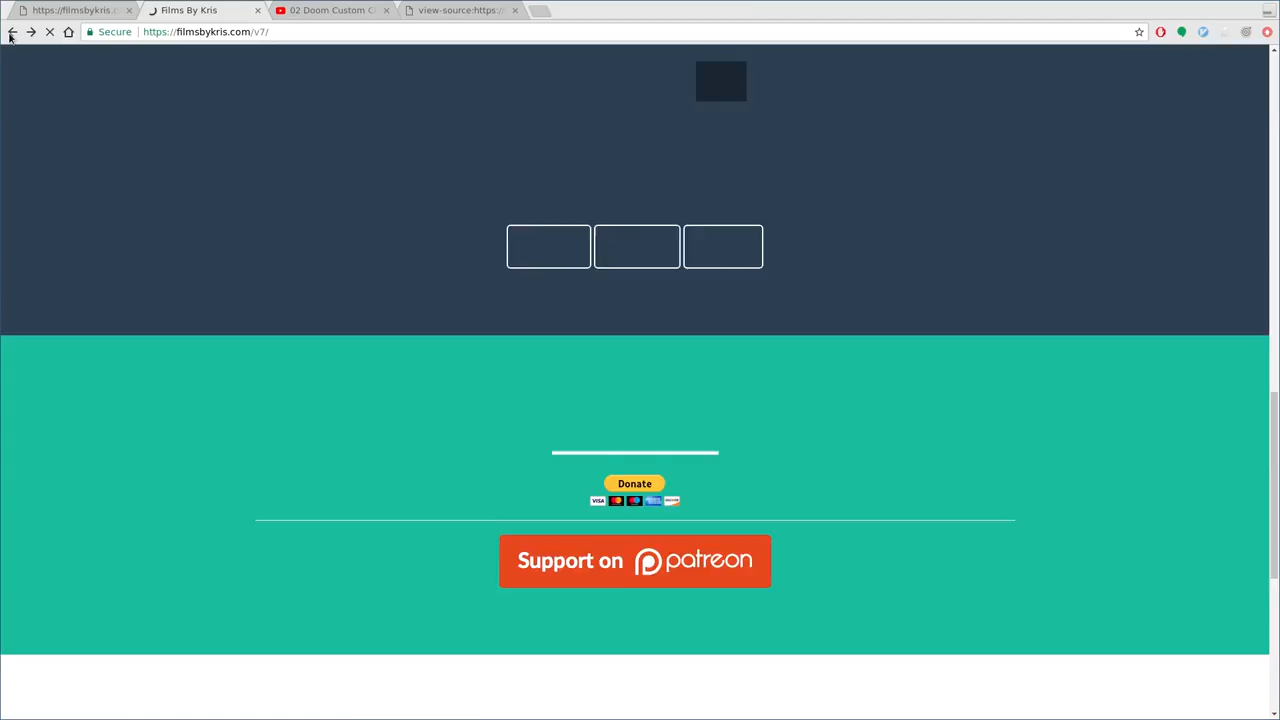 https://filmsbykris.c
Films By Kris
02 Doom Custom C
view-source:https:/
Secure
https://filmsbykris.com/v7/
Donate
VISA
Support on patreon